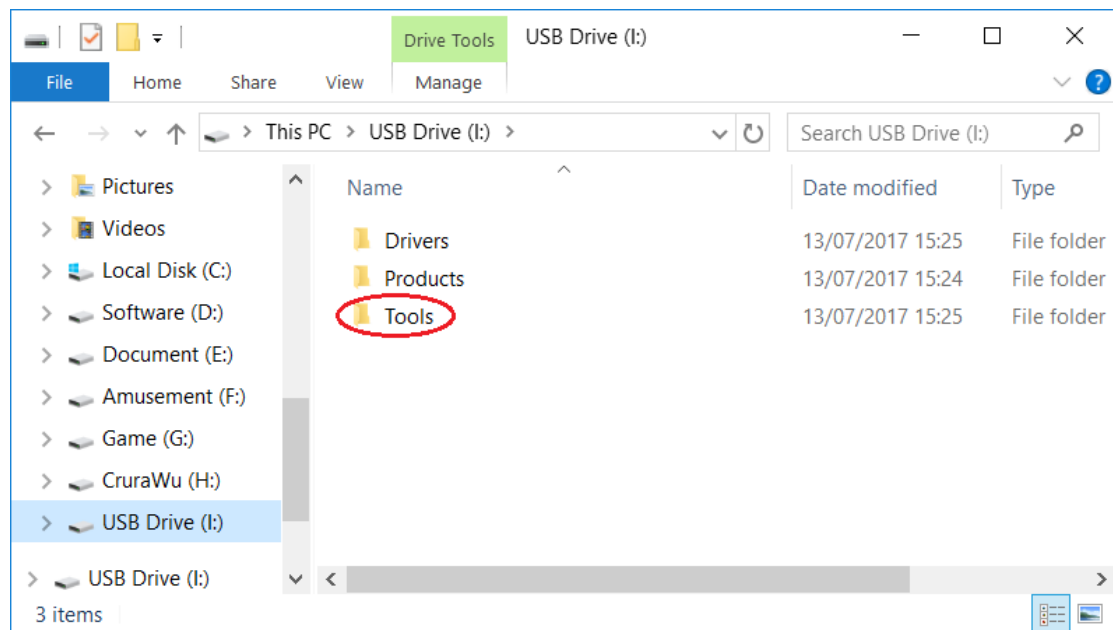 Drive Tools USB Drive (I:)
File Home Share View Manage ?
This PC USB Drive (I:) Search USB Drive (I:)
Name Date modified Type
Pictures
Videos
Local Disk (C:)
Software (D:)
Document (E:)
Amusement (F:)
Game (G:)
CruraWu (H:)
USB Drive (I:)
USB Drive (I:)
Drivers 13/07/2017 15:25 File folder
Products 13/07/2017 15:24 File folder
Tools 13/07/2017 15:25 File folder
3 items